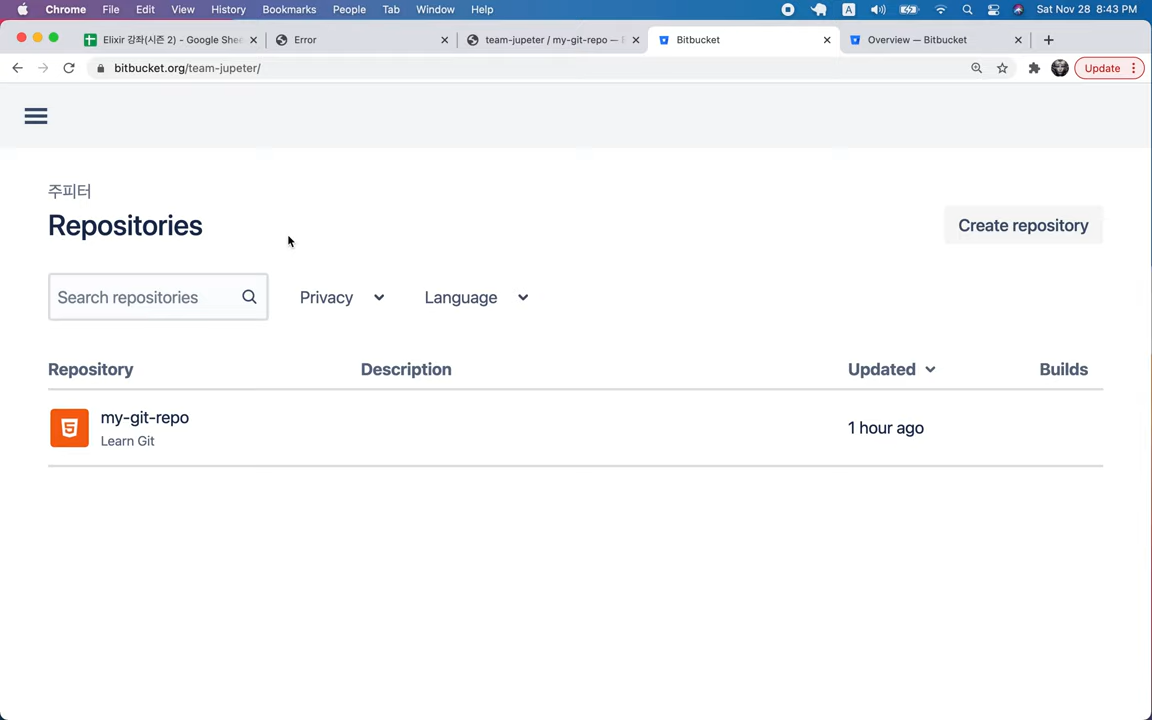 Chrome File Edit View History Bookmarks People Tab Window Help A Sat Nov 28 8:43 PM
Elixir 강좌(시즌 2) - Google Shee Error team-jupeter / my-git-repo — Bitbucket Overview — Bitbucket
bitbucket.org/team-jupeter/ Update
주피터
Repositories
Create repository
Search repositories Privacy Language
Repository Description Updated Builds
my-git-repo
Learn Git
1 hour ago